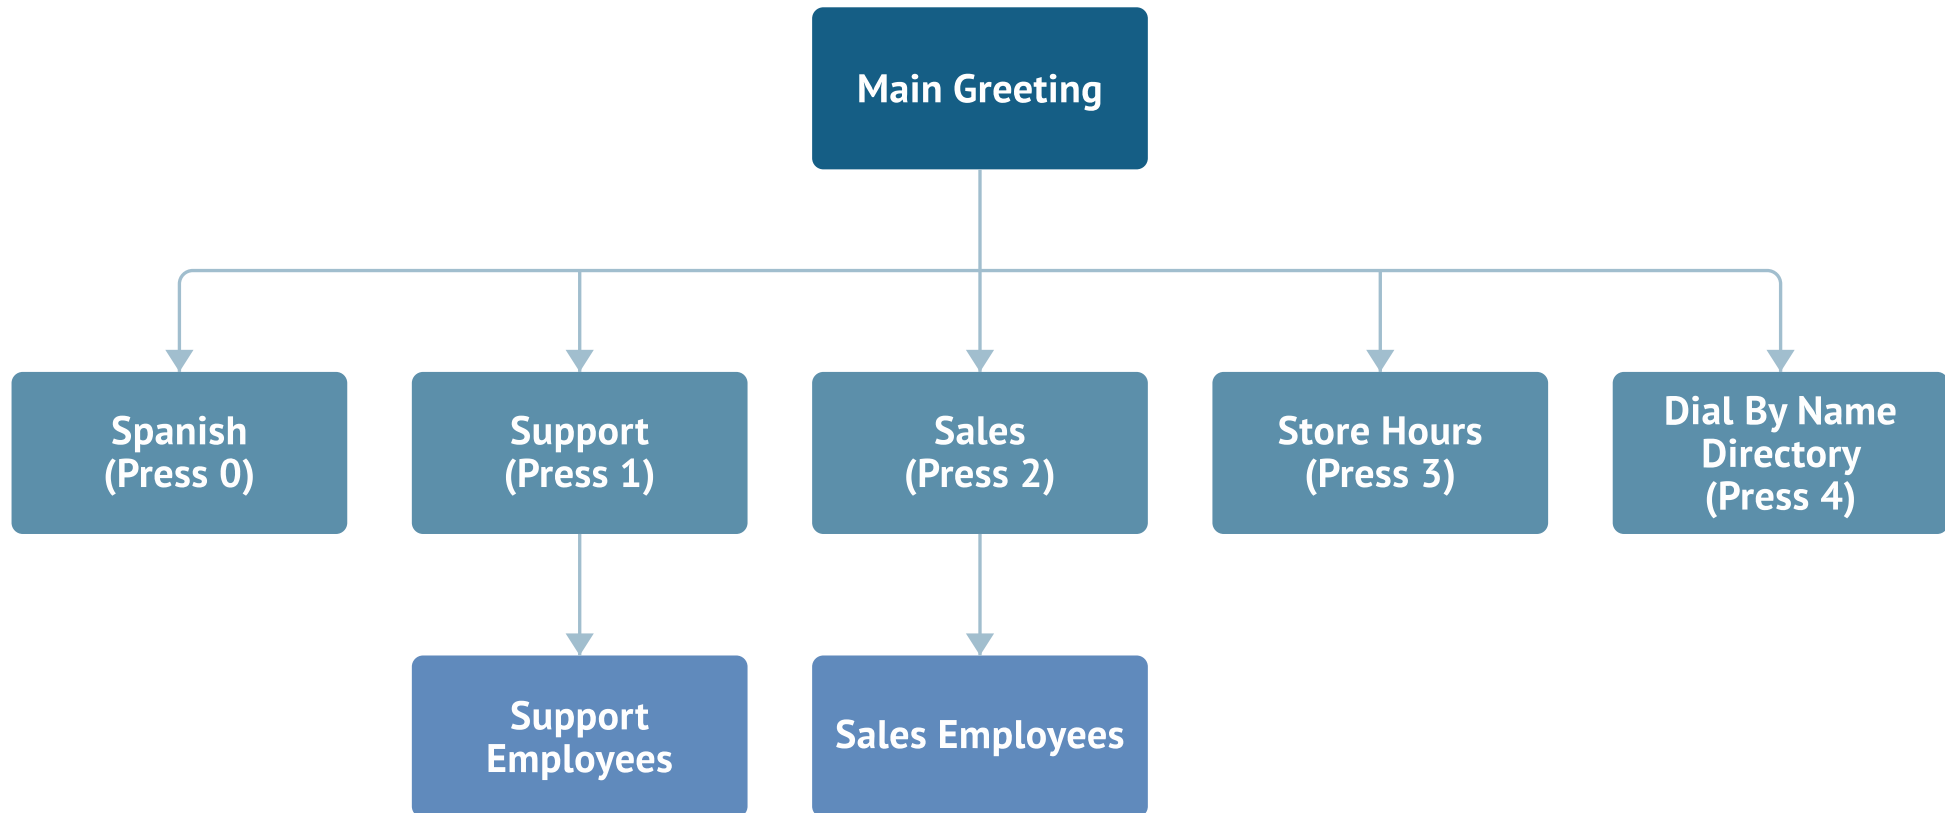 Main Greeting
Spanish
(Press 0)
Support
(Press 1)
Sales
(Press 2)
Store Hours
(Press 3)
Dial By Name
Directory
(Press 4)
Support
Employees
Sales Employees